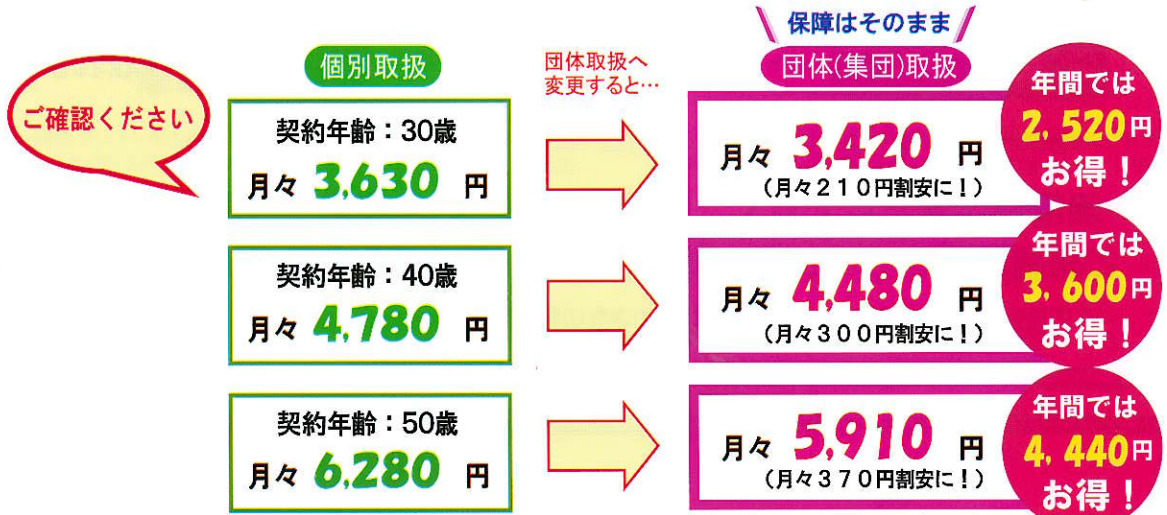 保障はそのまま
個別取扱
団体取扱へ
変更すると…
団体(集団)取扱
ご確認ください
契約年齢：30歳
月々 3,630 円
月々 3,420 円
（月々２１０円割安に！）
年間では
2,520円
お得！
契約年齢：40歳
月々 4,780 円
月々 4,480 円
（月々３００円割安に！）
年間では
3,600円
お得！
契約年齢：50歳
月々 6,280 円
月々 5,910 円
（月々３７０円割安に！）
年間では
4,440円
お得！